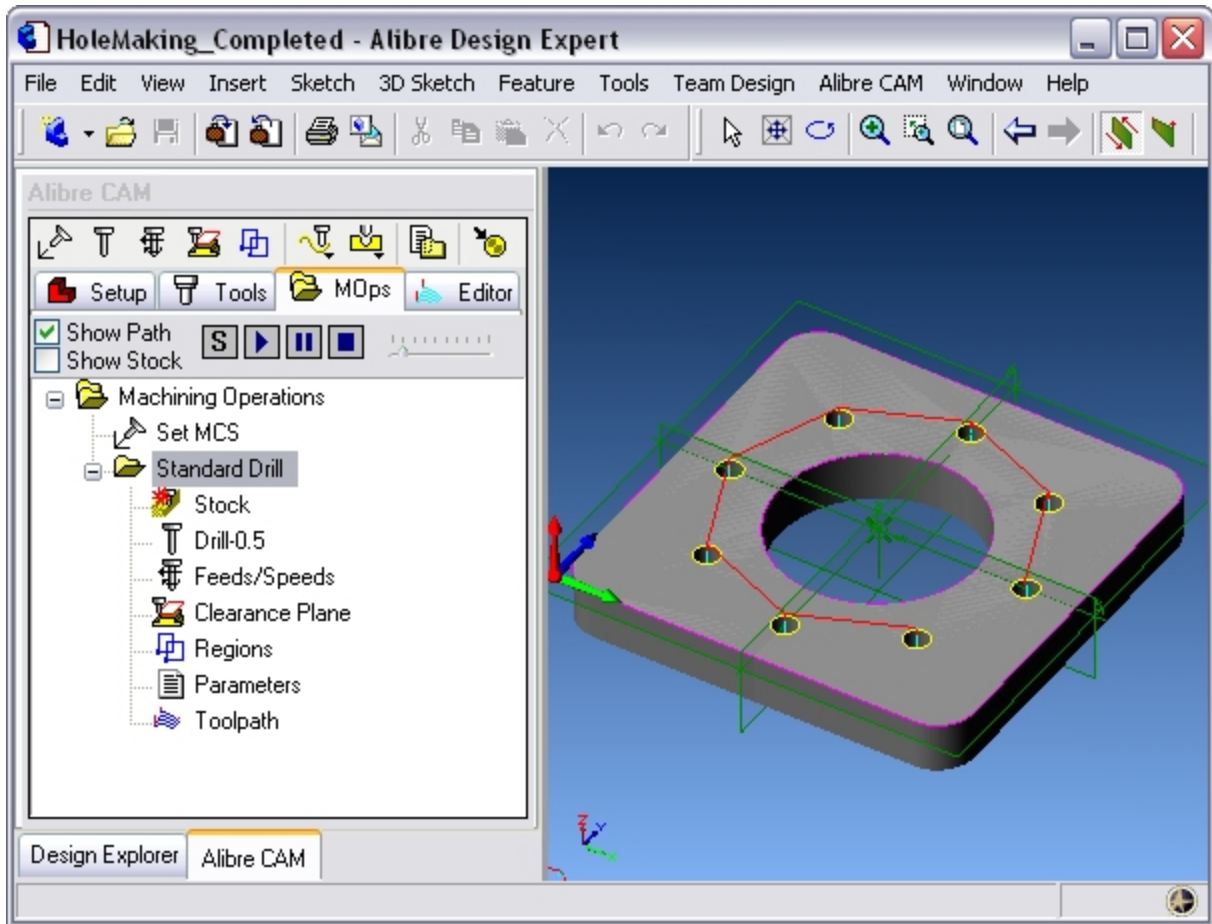 HoleMaking_Completed - Alibre Design Expert
File Edit View Insert Sketch 3D Sketch Feature Tools Team Design Alibre CAM Window Help
Alibre CAM
Setup Tools MOps Editor
Show Path
S
Show Stock
Machining Operations
Set MCS
Standard Drill
Stock
Drill-0.5
Feeds/Speeds
Clearance Plane
Regions
Parameters
Toolpath
Design Explorer Alibre CAM
Z
Y
X